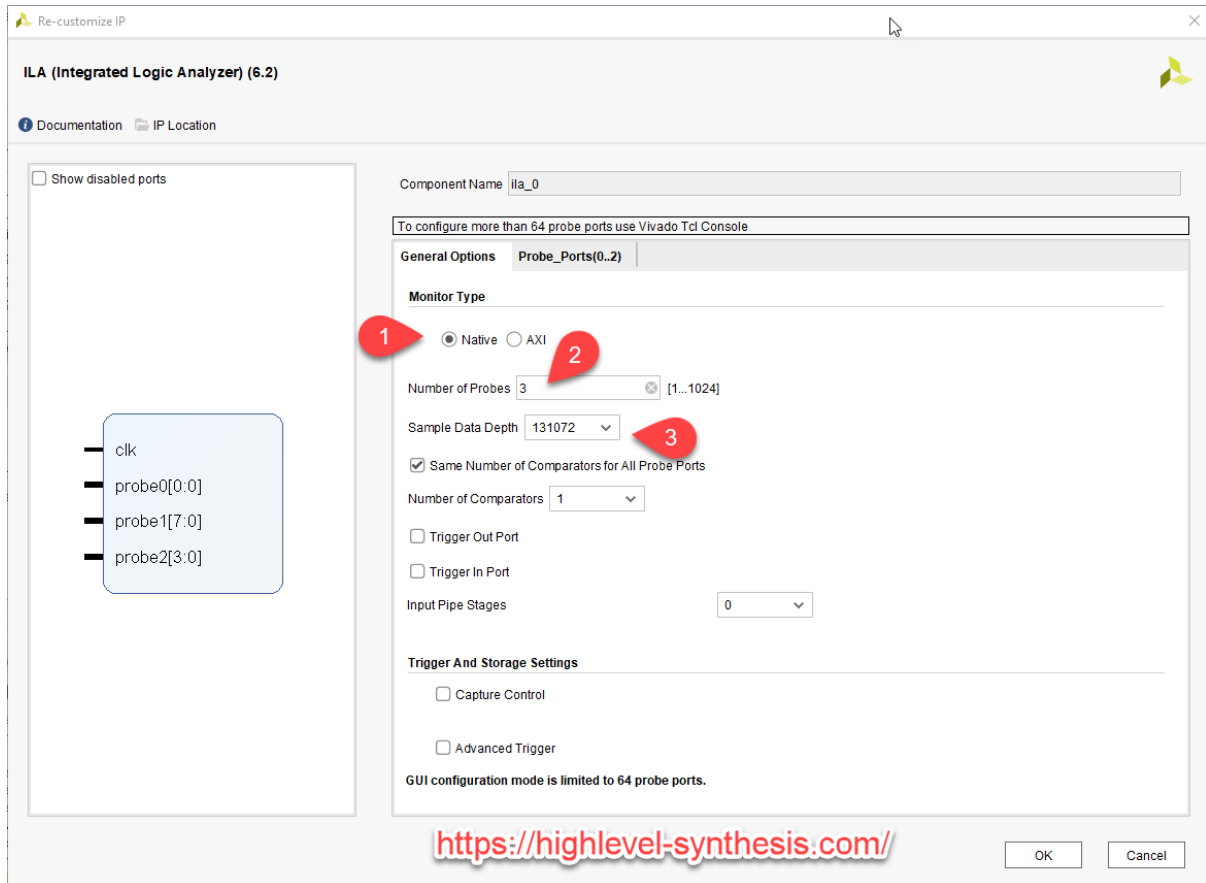 Re-customize IP
ILA (Integrated Logic Analyzer) (6.2)
Documentation IP Location
Show disabled ports
clk
probe0[0:0]
probe1[7:0]
probe2[3:0]
Component Name ila_0
To configure more than 64 probe ports use Vivado Tcl Console
General Options Probe_Ports(0..2)
Monitor Type
1 Native AXI
2
Number of Probes 3 [1...1024]
Sample Data Depth 131072 3
Same Number of Comparators for All Probe Ports
Number of Comparators 1
Trigger Out Port
Trigger In Port
Input Pipe Stages 0
Trigger And Storage Settings
Capture Control
Advanced Trigger
GUI configuration mode is limited to 64 probe ports.
https://highlevel-synthesis.com/
OK Cancel